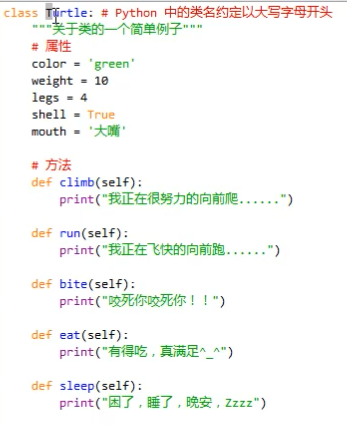 class Turtle: # Python 中的类名约定以大写字母开头
    """关于类的一个简单例子"""
    # 属性
    color = 'green'
    weight = 10
    legs = 4
    shell = True
    mouth = '大嘴'

    # 方法
    def climb(self):
        print("我正在很努力的向前爬......")

    def run(self):
        print("我正在飞快的向前跑......")

    def bite(self):
        print("咬死你咬死你！！")

    def eat(self):
        print("有得吃，真满足^_^")

    def sleep(self):
        print("困了，睡了，晚安，Zzzz")